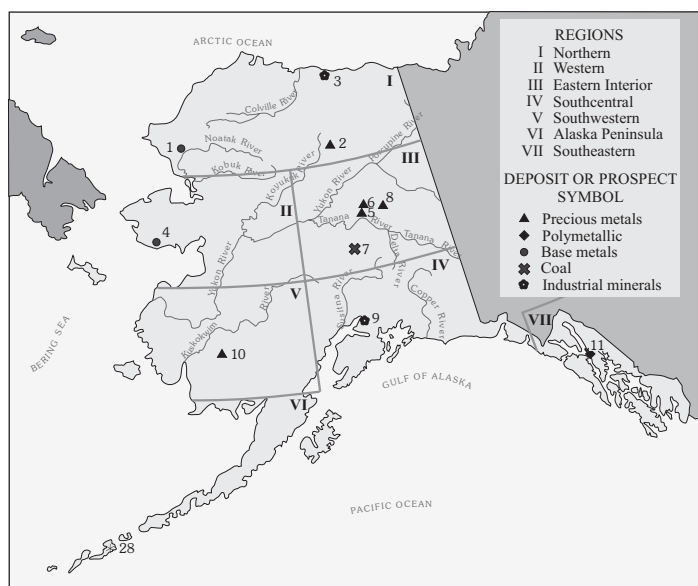 ARCTIC OCEAN
REGIONS
I Northern
II Western
III Eastern Interior
IV Southcentral
V Southwestern
VI Alaska Peninsula
VII Southeastern
DEPOSIT OR PROSPECT
SYMBOL
Precious metals
Polymetallic
Base metals
Coal
Industrial minerals
3
I
Colville River
1
Noatak River
2
Kobuk River
Koyukuk River
Porcupine River
III
II
Yukon River
6
8
5
Tanana River
Tanana River
4
7
Delta River
IV
Yukon River
V
River
Kuskokwim
Susitna
River
Copper River
9
VII
11
10
BERING SEA
GULF OF ALASKA
VI
PACIFIC OCEAN
28